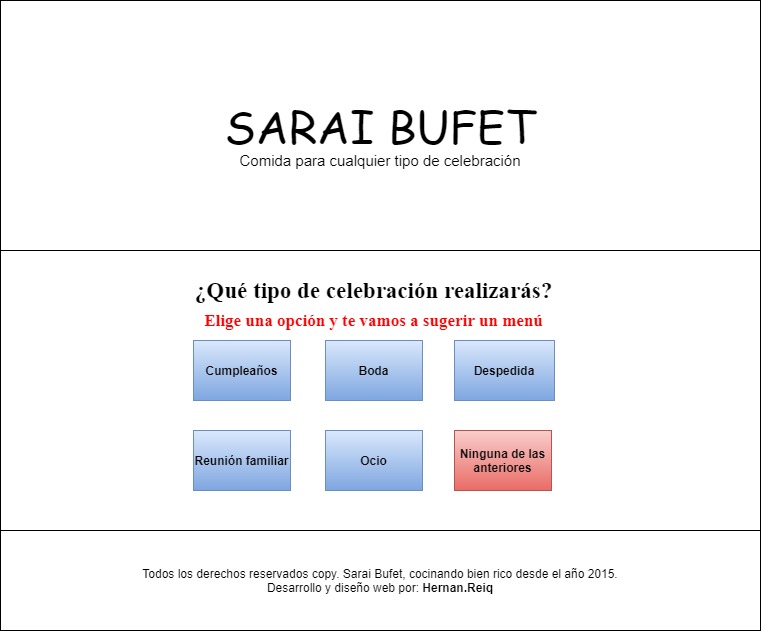 SARAI BUFET
Comida para cualquier tipo de celebración
¿Qué tipo de celebración realizarás?
Elige una opción y te vamos a sugerir un menú
Cumpleaños
Boda
Despedida
Reunión familiar
Ocio
Ninguna de las
anteriores
Todos los derechos reservados copy. Sarai Bufet, cocinando bien rico desde el año 2015.
Desarrollo y diseño web por: Hernan.Reiq